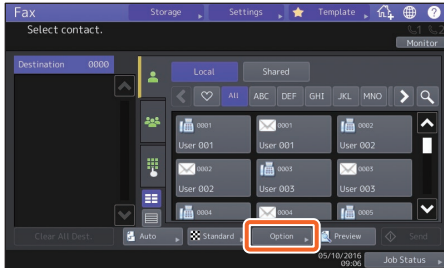 Fax Storage Settings Template ?
Select contact.
1 2
Monitor
Destination 0000
Local Shared
All ABC DEF GHI JKL MNO
0001 0001 0002
User 001 User 001 User 002
0002 0003 0003
User 002 User 003 User 003
0004 0004 0005
Clear All Dest. Auto Standard Option Preview Send
05/10/2016
09:06
Job Status